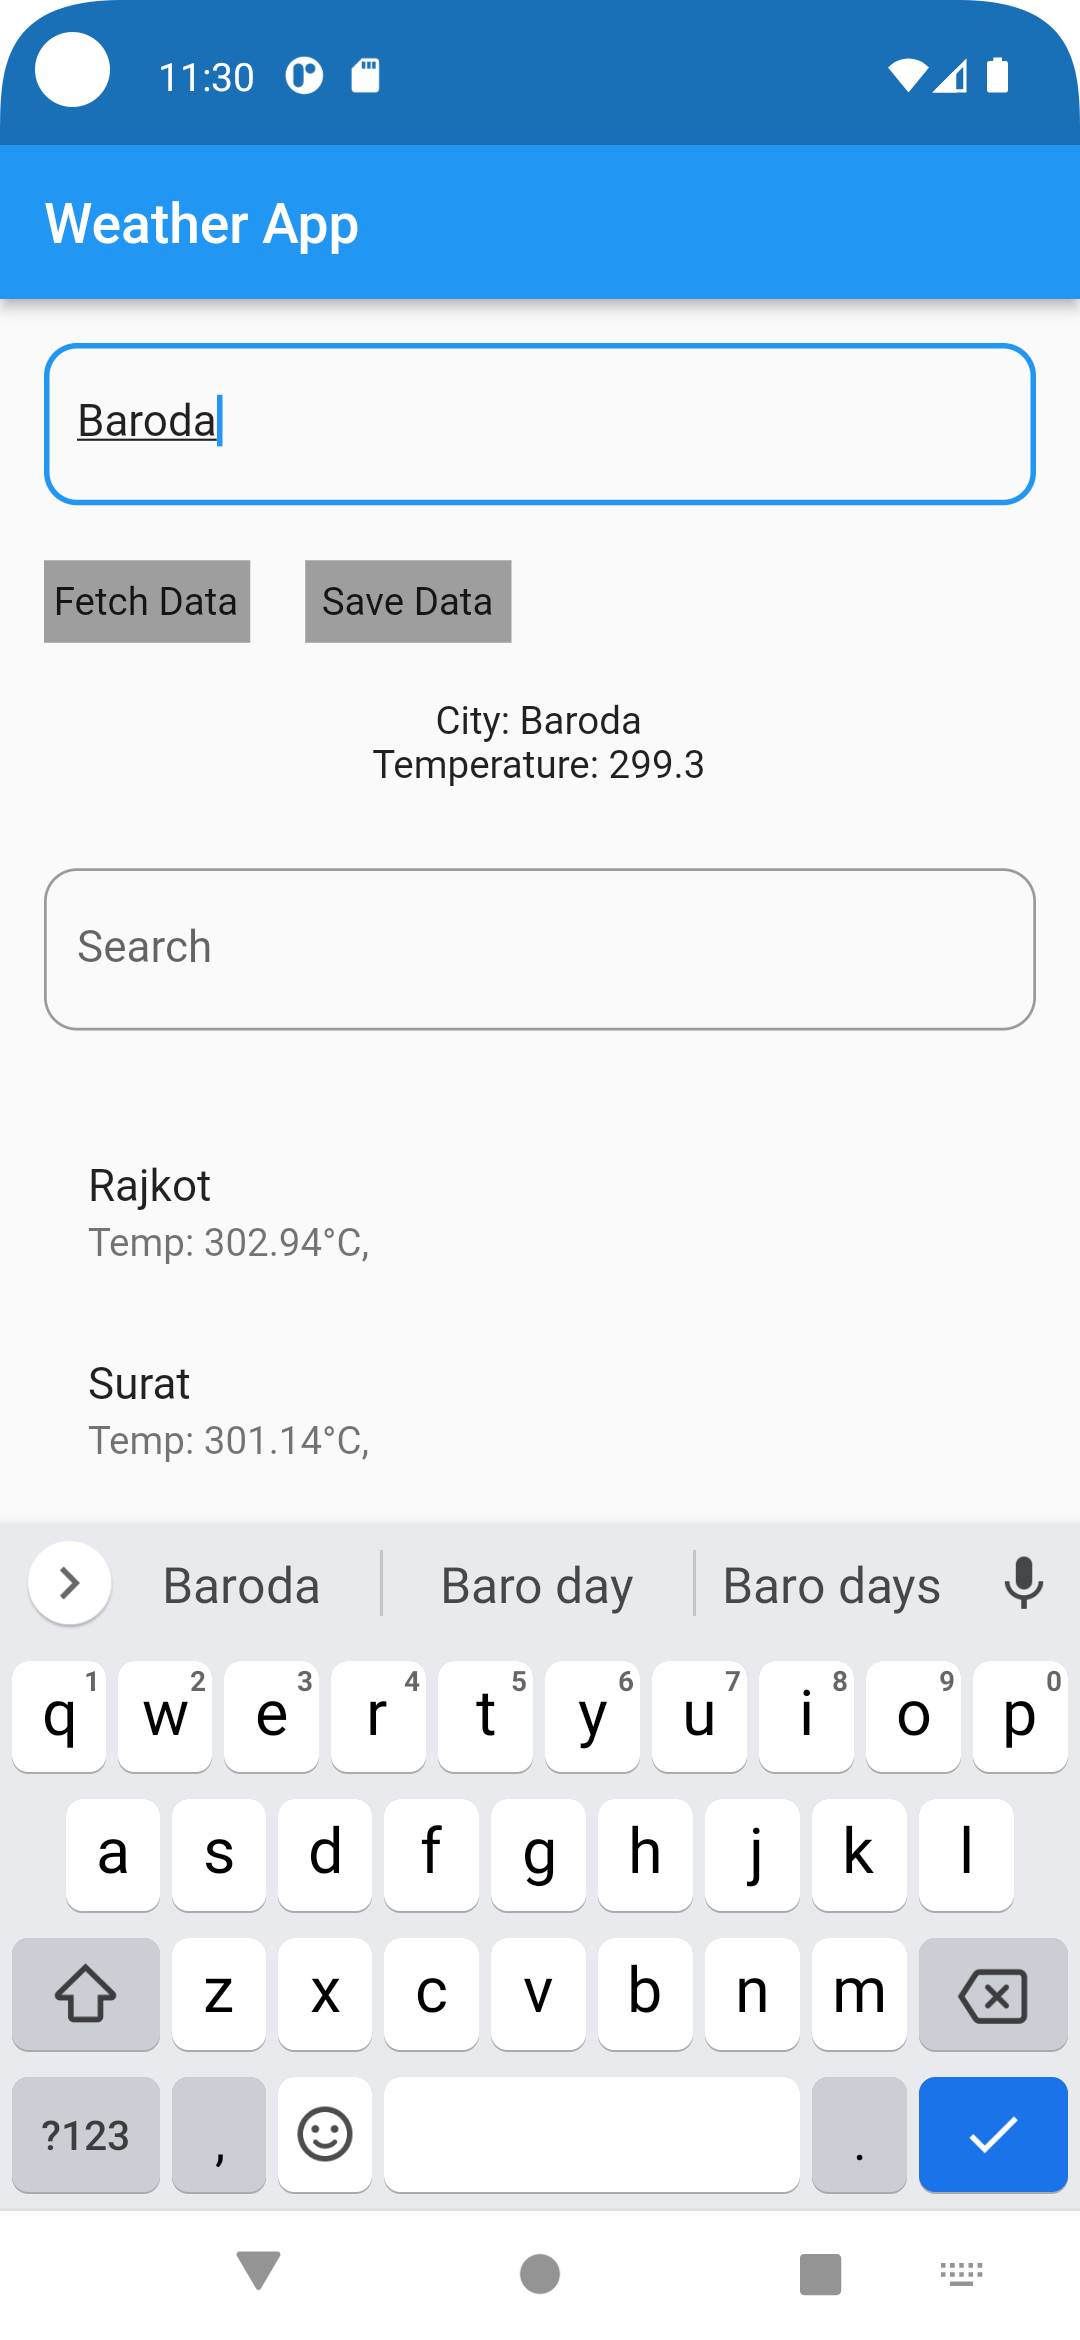 11:30
Weather App
Baroda
Fetch Data Save Data
City: Baroda
Temperature: 299.3
Search
Rajkot
Temp: 302.94°C,
Surat
Temp: 301.14°C,
Baroda Baro day Baro days
q 1 w 2 e 3 r 4 t 5 y 6 u 7 i 8 o 9 p 0
a s d f g h j k l
z x c v b n m
?123 , .